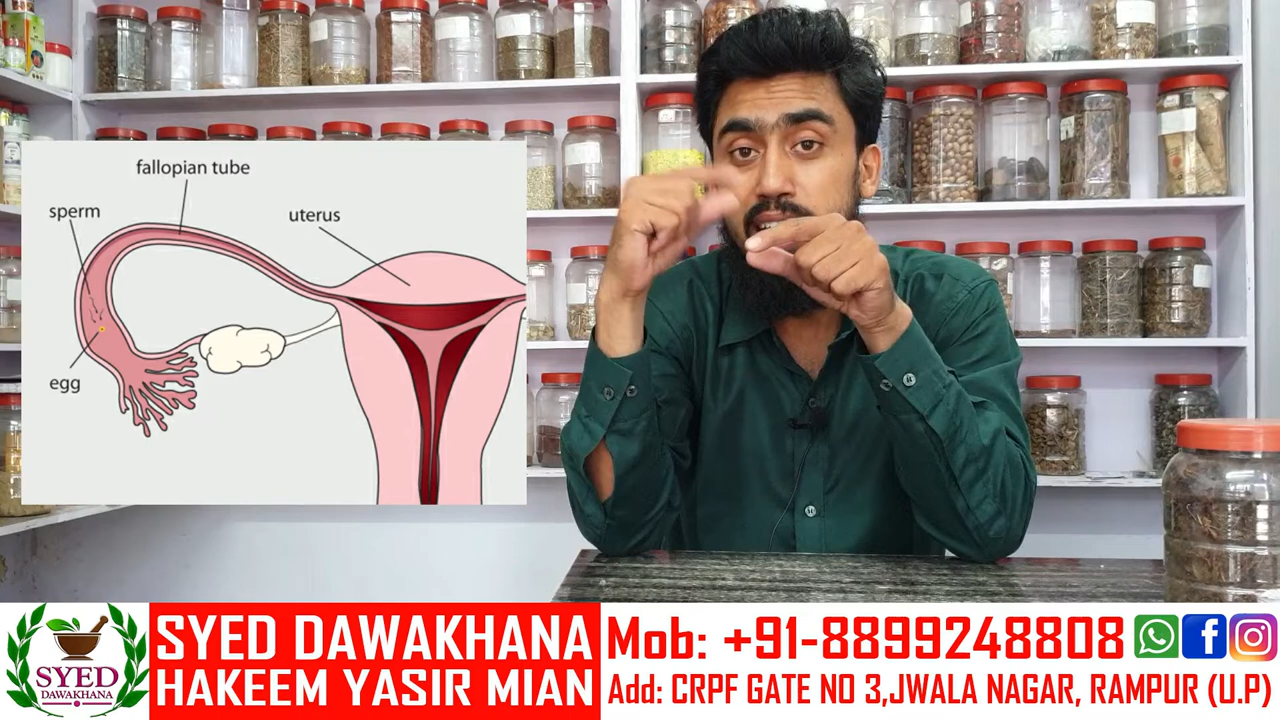 fallopian tube
sperm
uterus
egg
SYED
DAWAKHANA
SYED DAWAKHANA
HAKEEM YASIR MIAN
Mob: +91-8899248808
Add: CRPF GATE NO 3,JWALA NAGAR, RAMPUR (U.P)